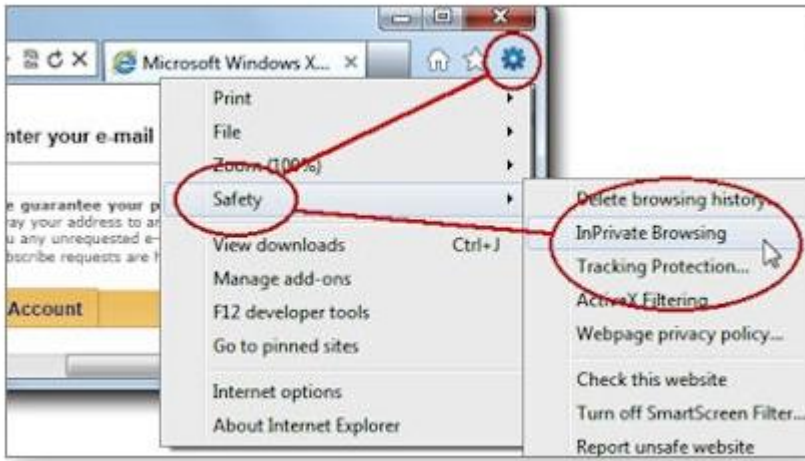 Microsoft Windows X...
Print
File
Zoom (100%)
Safety
View downloads Ctrl+J
Manage add-ons
F12 developer tools
Go to pinned sites
Internet options
About Internet Explorer
Delete browsing history...
InPrivate Browsing
Tracking Protection...
ActiveX Filtering
Webpage privacy policy...
Check this website
Turn off SmartScreen Filter...
Report unsafe website
nter your e-mail
e guarantee your p
ay your address to an
u any unrequested e-
bscribe requests are h
Account